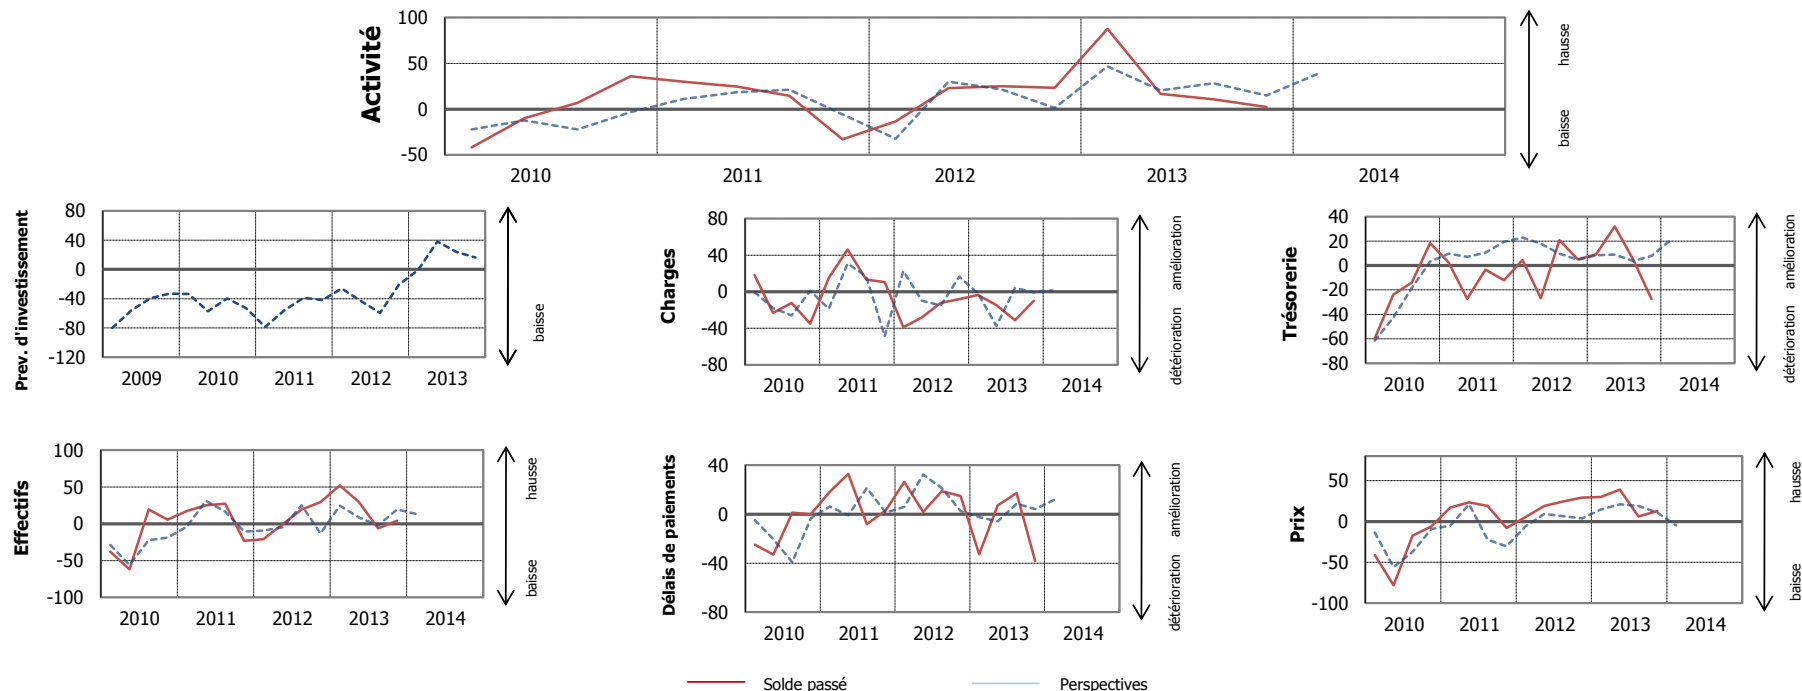 Activité
100
50
0
-50
2010 2011 2012 2013 2014
hausse
baisse
Prev. d'investissement
80
40
0
-40
-80
-120
2009 2010 2011 2012 2013
baisse
Charges
80
40
0
-40
-80
2010 2011 2012 2013 2014
amélioration
détérioration
Trésorerie
40
20
0
-20
-40
-60
-80
2010 2011 2012 2013 2014
amélioration
détérioration
Effectifs
100
50
0
-50
-100
2010 2011 2012 2013 2014
hausse
baisse
Délais de paiements
40
0
-40
-80
2010 2011 2012 2013 2014
amélioration
détérioration
Prix
50
0
-50
-100
2010 2011 2012 2013 2014
hausse
baisse
Solde passé
Perspectives